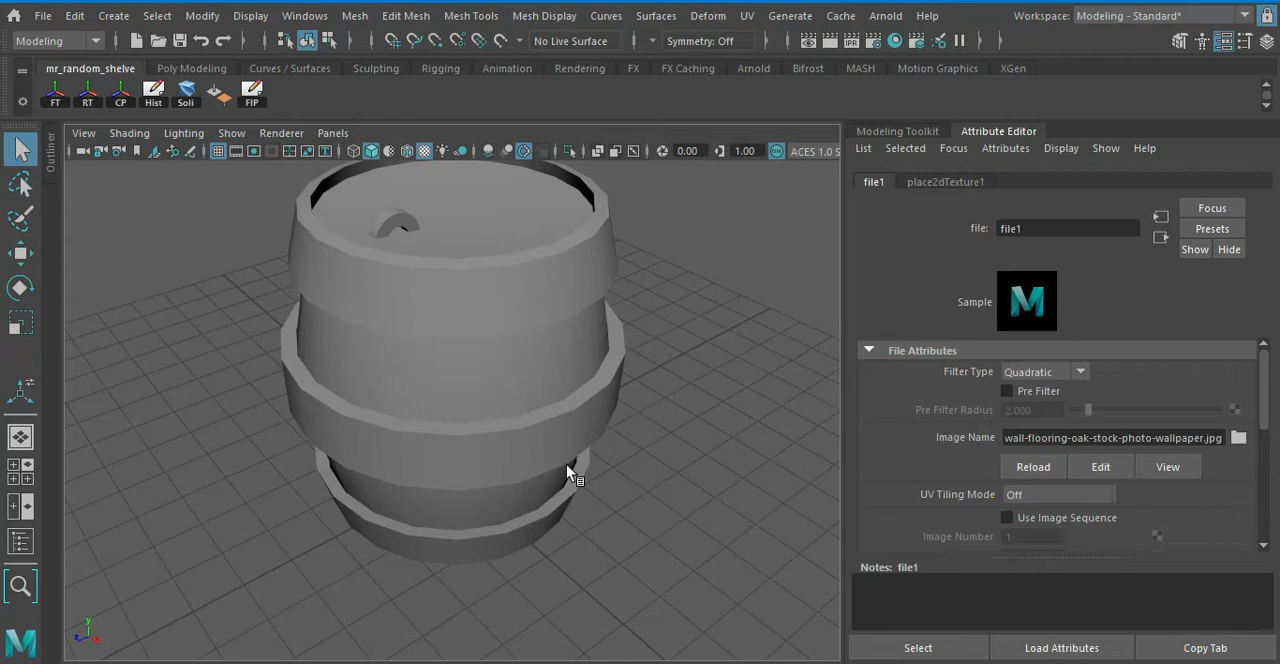 File Edit Create Select Modify Display Windows Mesh Edit Mesh Mesh Tools Mesh Display Curves Surfaces Deform UV Generate Cache Arnold Help Workspace: Modeling - Standard*
Modeling No Live Surface Symmetry: Off
mr_random_shelve Poly Modeling Curves / Surfaces Sculpting Rigging Animation Rendering FX FX Caching Arnold Bifrost MASH Motion Graphics XGen
FT RT CP Hist Soli FIP
Outliner
View Shading Lighting Show Renderer Panels
0.00 1.00 ACES 1.0 S
Modeling Toolkit Attribute Editor
List Selected Focus Attributes Display Show Help
file1 place2dTexture1
file: file1
Focus
Presets
Show Hide
Sample
File Attributes
Filter Type Quadratic
Pre Filter
Pre Filter Radius 2.000
Image Name wall-flooring-oak-stock-photo-wallpaper.jpg
Reload Edit View
UV Tiling Mode Off
Use Image Sequence
Image Number 1
Notes: file1
Select Load Attributes Copy Tab
y
z x